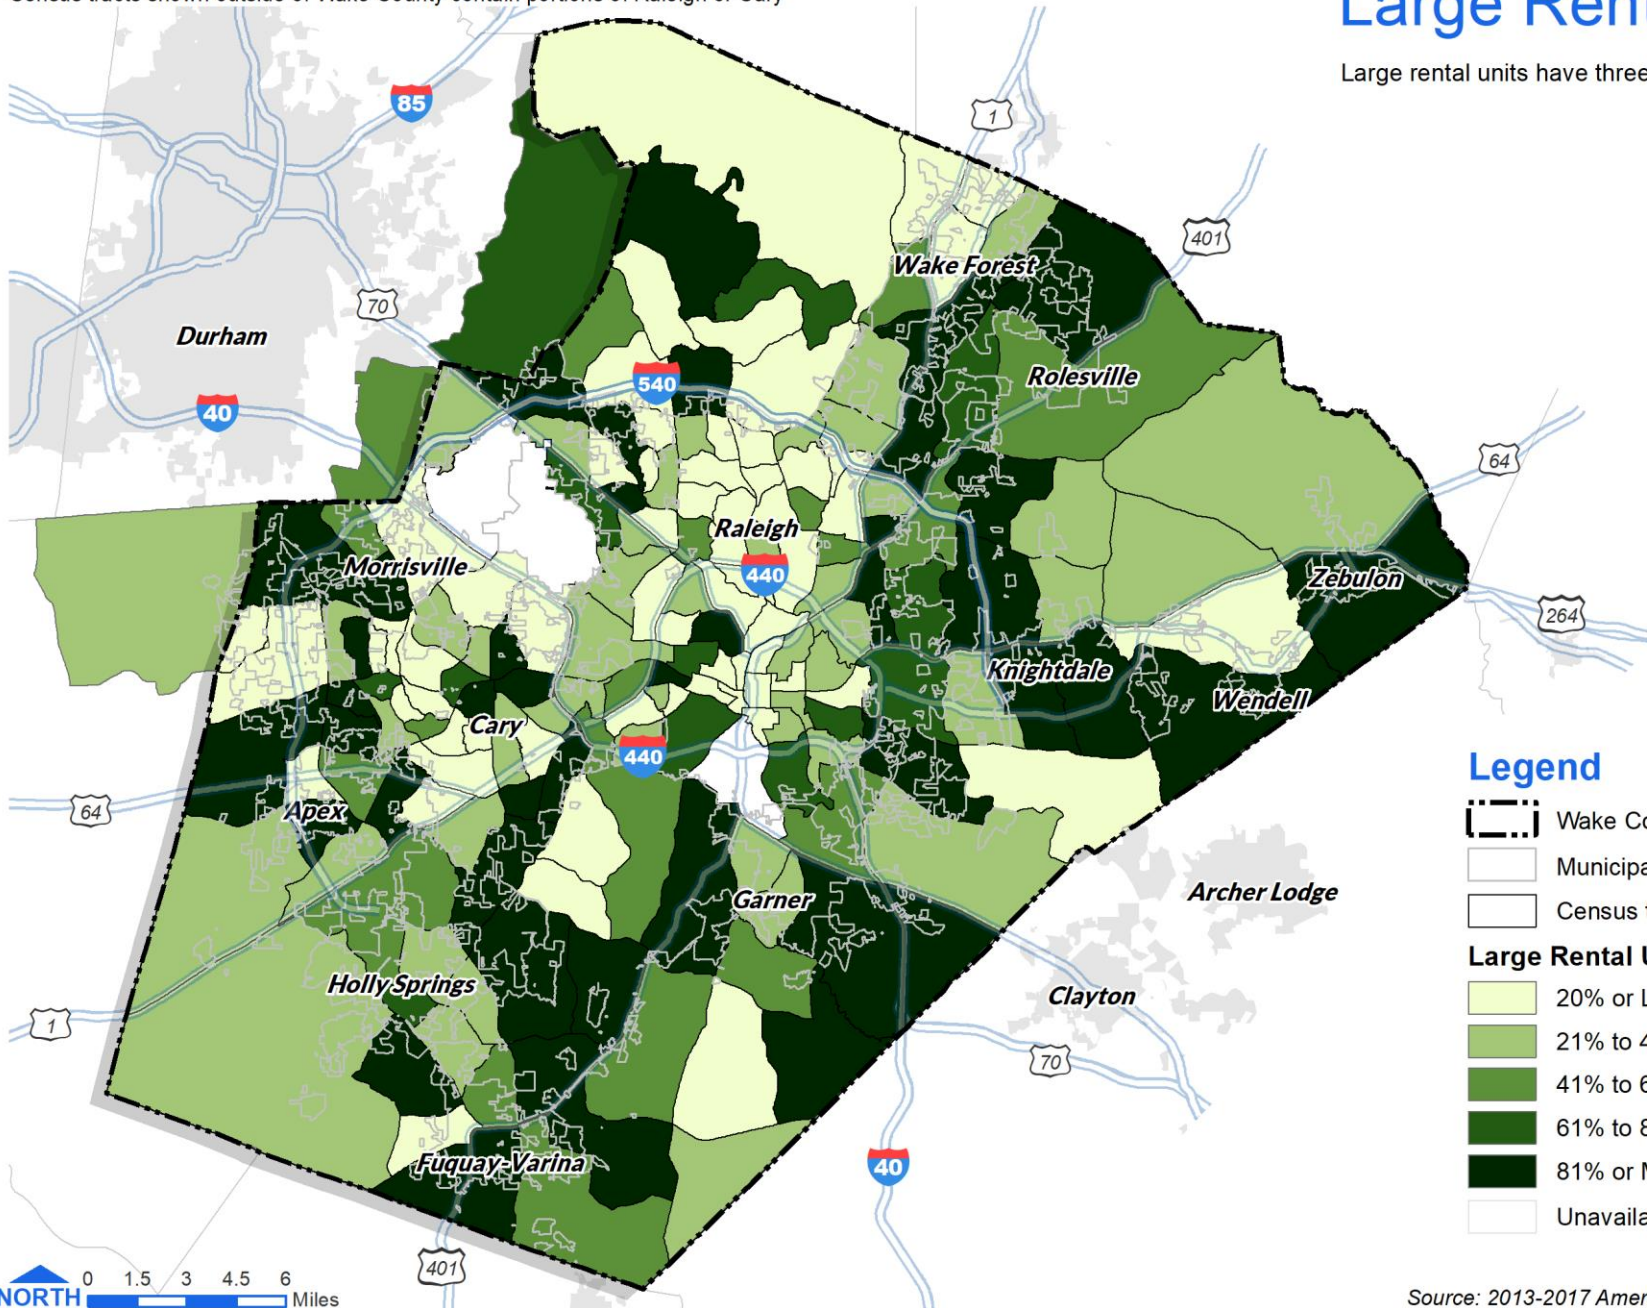 Large Rent
Large rental units have three
85
1
401
70
Wake Forest
Durham
Rolesville
540
40
64
Raleigh
Morrisville
440
Zebulon
264
Knightdale
Wendell
Cary
440
64
Apex
Garner
Archer Lodge
Holly Springs
Clayton
1
70
Fuquay-Varina
40
401
Legend
Wake Co
Municipa
Census t
Large Rental U
20% or L
21% to 4
41% to 6
61% to 8
81% or M
Unavaila
NORTH
0 1.5 3 4.5 6
Miles
Source: 2013-2017 Amer